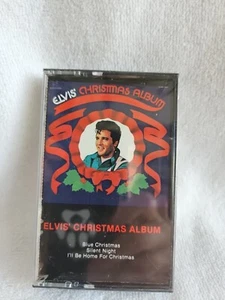 ELVIS' CHRISTMAS ALBUM
ELVIS' CHRISTMAS ALBUM
Blue Christmas
Silent Night
I'll Be Home For Christmas